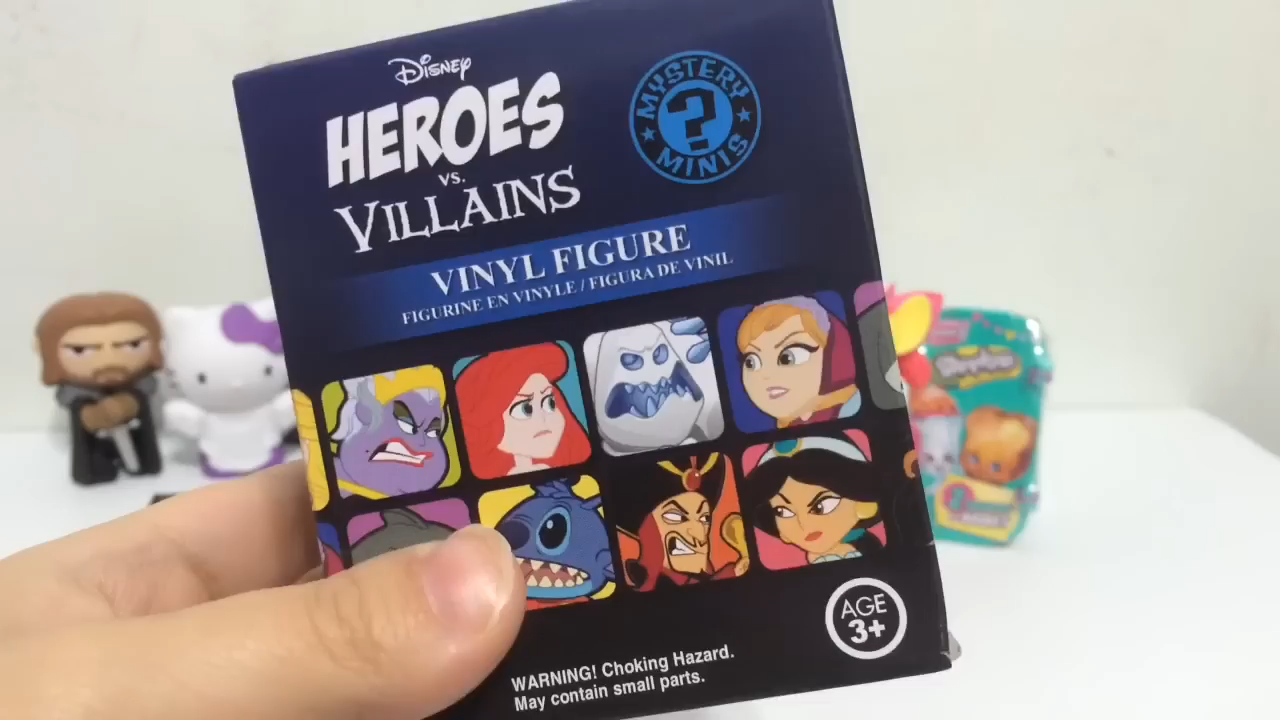 Disney
HEROES
VS.
VILLAINS
MYSTERY
?
MINIS
VINYL FIGURE
FIGURINE EN VINYLE / FIGURA DE VINIL
AGE
3+
WARNING! Choking Hazard.
May contain small parts.